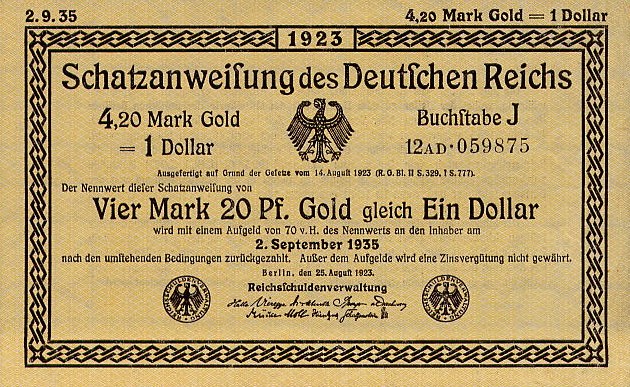 2.9.35
4,20 Mark Gold = 1 Dollar
1923
Schatzanweiſung des Deutſchen Reichs
4,20 Mark Gold
= 1 Dollar
Buchſtabe J
12AD·059875
Ausgefertigt auf Grund der Geſetze vom 14. Auguſt 1923 (R.G.Bl. II S.329, I S.777).
Der Nennwert dieſer Schatzanweiſung von
Vier Mark 20 Pf. Gold gleich Ein Dollar
wird mit einem Aufgeld von 70 v. H. des Nennwerts an den Inhaber am
2. September 1935
nach den umſtehenden Bedingungen zurückgezahlt. Außer dem Aufgelde wird eine Zinsvergütung nicht gewährt.
Berlin, den 25. Auguſt 1923.
Reichsſchuldenverwaltung
REICHSSCHULDENVERWALTUNG
REICHSSCHULDENVERWALTUNG